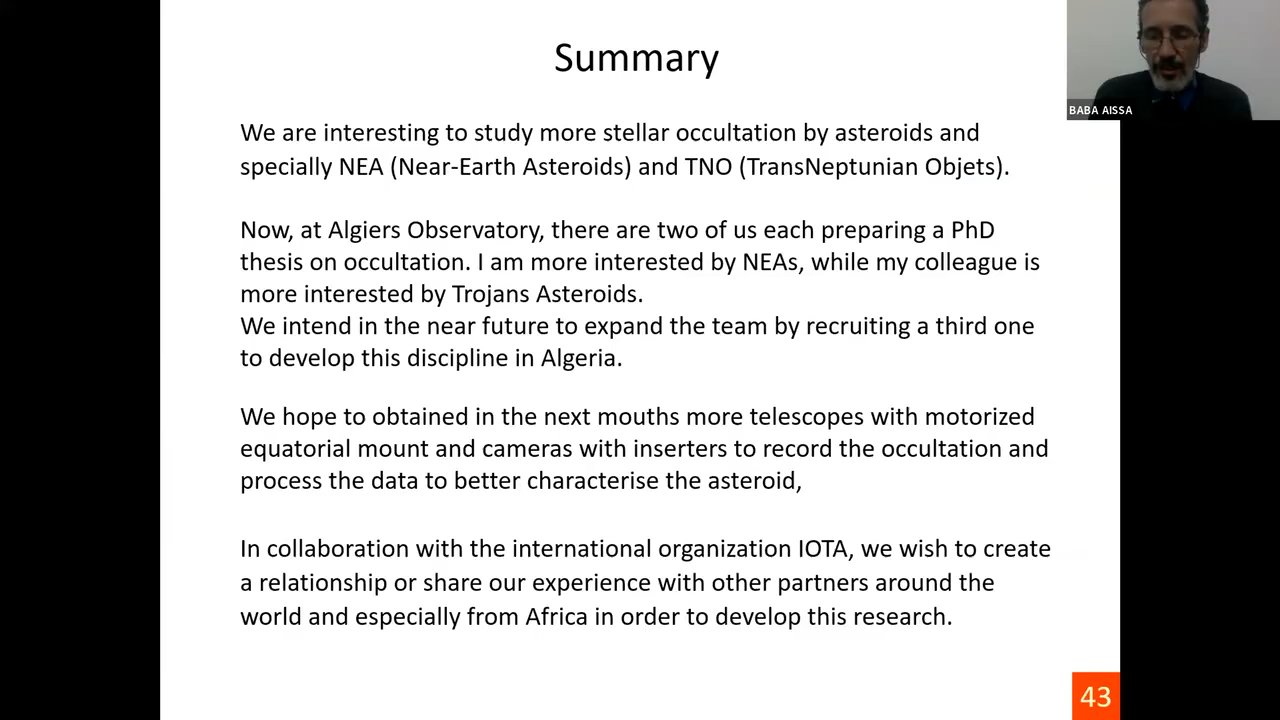 Summary
BABA AISSA
We are interesting to study more stellar occultation by asteroids and
specially NEA (Near-Earth Asteroids) and TNO (TransNeptunian Objets).
Now, at Algiers Observatory, there are two of us each preparing a PhD
thesis on occultation. I am more interested by NEAs, while my colleague is
more interested by Trojans Asteroids.
We intend in the near future to expand the team by recruiting a third one
to develop this discipline in Algeria.
We hope to obtained in the next mouths more telescopes with motorized
equatorial mount and cameras with inserters to record the occultation and
process the data to better characterise the asteroid,
In collaboration with the international organization IOTA, we wish to create
a relationship or share our experience with other partners around the
world and especially from Africa in order to develop this research.
43